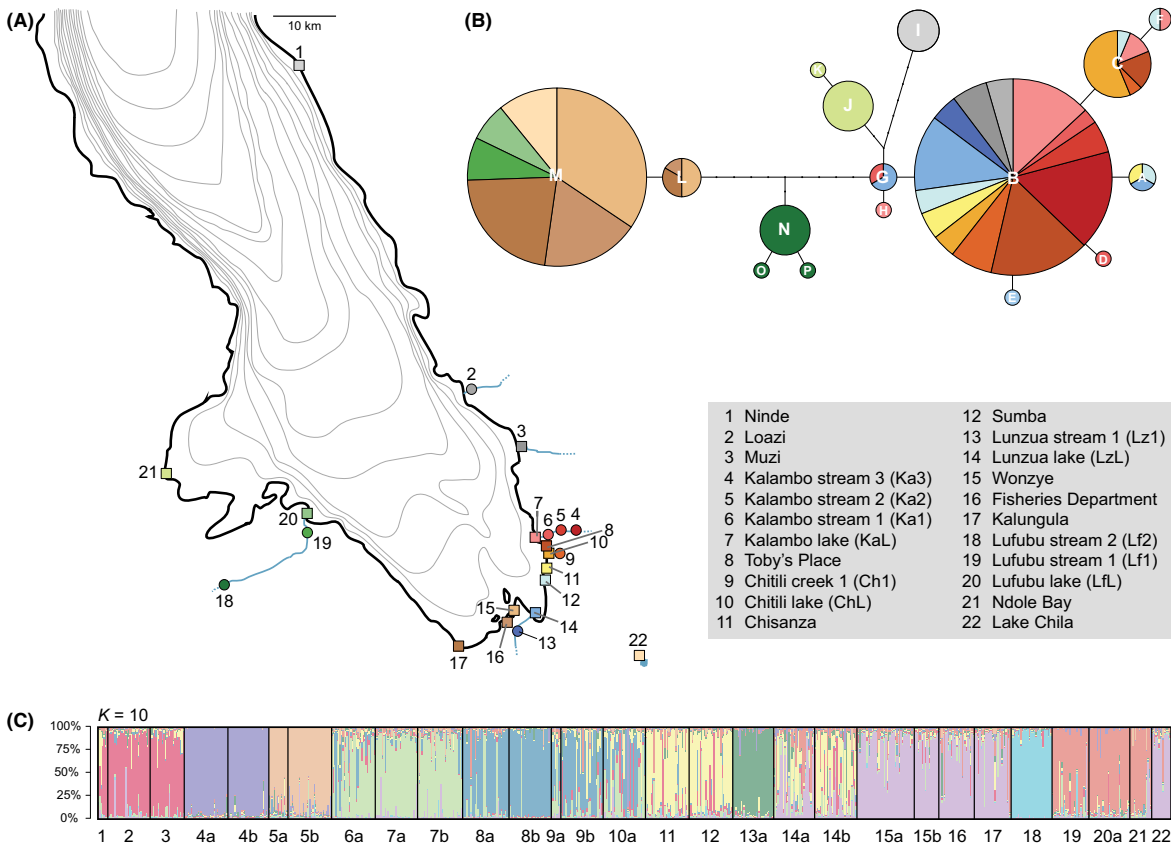 (A)
10 km
1
2
3
21
20
19
18
7
6
5
4
8
10
9
11
12
15
14
16
13
17
22
(B)
I
F
C
K
J
M
L
G
B
A
H
N
O
P
D
E
1 Ninde
2 Loazi
3 Muzi
4 Kalambo stream 3 (Ka3)
5 Kalambo stream 2 (Ka2)
6 Kalambo stream 1 (Ka1)
7 Kalambo lake (KaL)
8 Toby's Place
9 Chitili creek 1 (Ch1)
10 Chitili lake (ChL)
11 Chisanza
12 Sumba
13 Lunzua stream 1 (Lz1)
14 Lunzua lake (LzL)
15 Wonzye
16 Fisheries Department
17 Kalungula
18 Lufubu stream 2 (Lf2)
19 Lufubu stream 1 (Lf1)
20 Lufubu lake (LfL)
21 Ndole Bay
22 Lake Chila
(C)
K = 10
100%
75%
50%
25%
0%
1 2 3 4a 4b 5a 5b 6a 7a 7b 8a 8b 9a 9b 10a 11 12 13a 14a 14b 15a 15b 16 17 18 19 20a 21 22